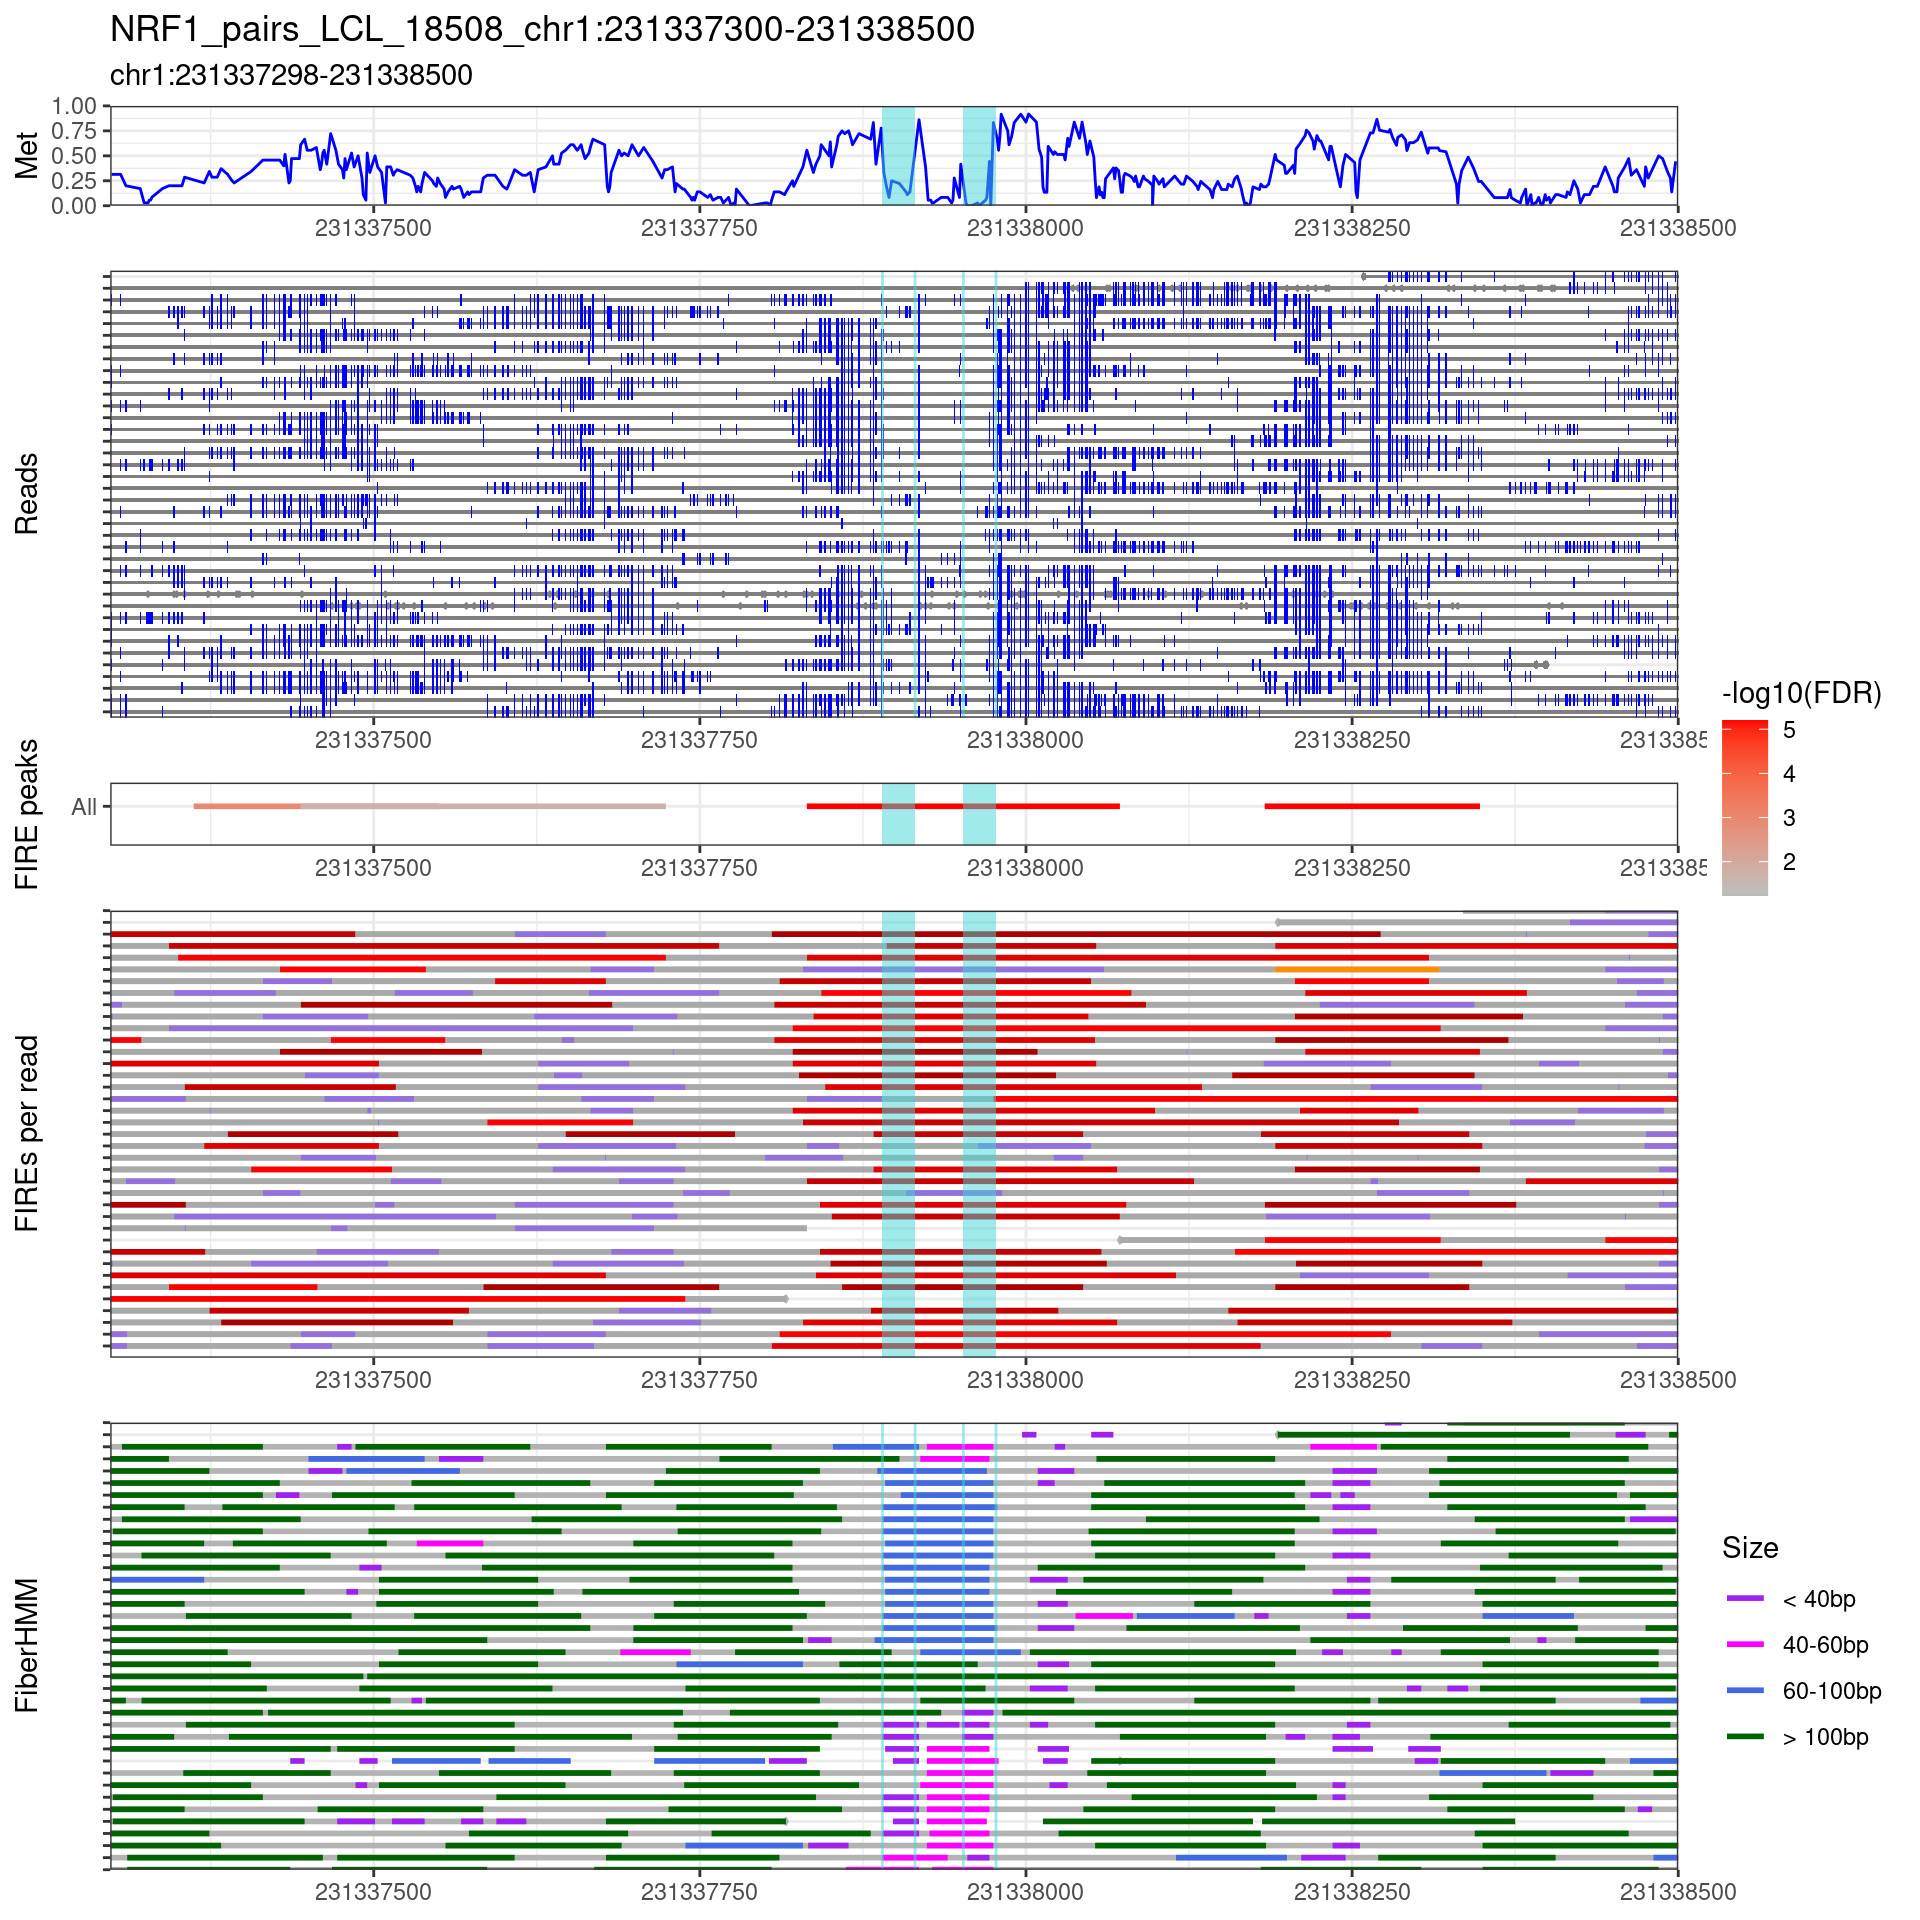 NRF1_pairs_LCL_18508_chr1:231337300-231338500
chr1:231337298-231338500
Met
1.00
0.75
0.50
0.25
0.00
231337500 231337750 231338000 231338250 231338500
Reads
231337500 231337750 231338000 231338250 2313385
FIRE peaks
All
231337500 231337750 231338000 231338250 2313385
-log10(FDR)
5
4
3
2
FIREs per read
231337500 231337750 231338000 231338250 231338500
FiberHMM
231337500 231337750 231338000 231338250 231338500
Size
< 40bp
40-60bp
60-100bp
> 100bp